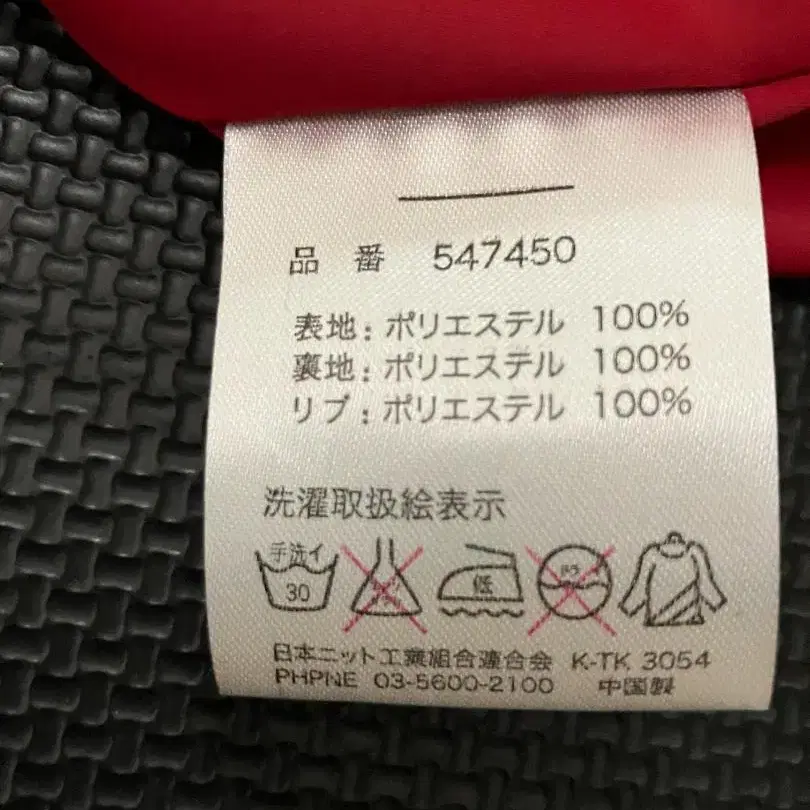 品 番 547450
表地: ポリエステル 100%
裏地: ポリエステル 100%
リブ: ポリエステル 100%
洗濯取扱絵表示
手洗イ
30
低
日本ニット工業組合連合会 K-TK 3054
PHPNE 03-5600-2100 中国製